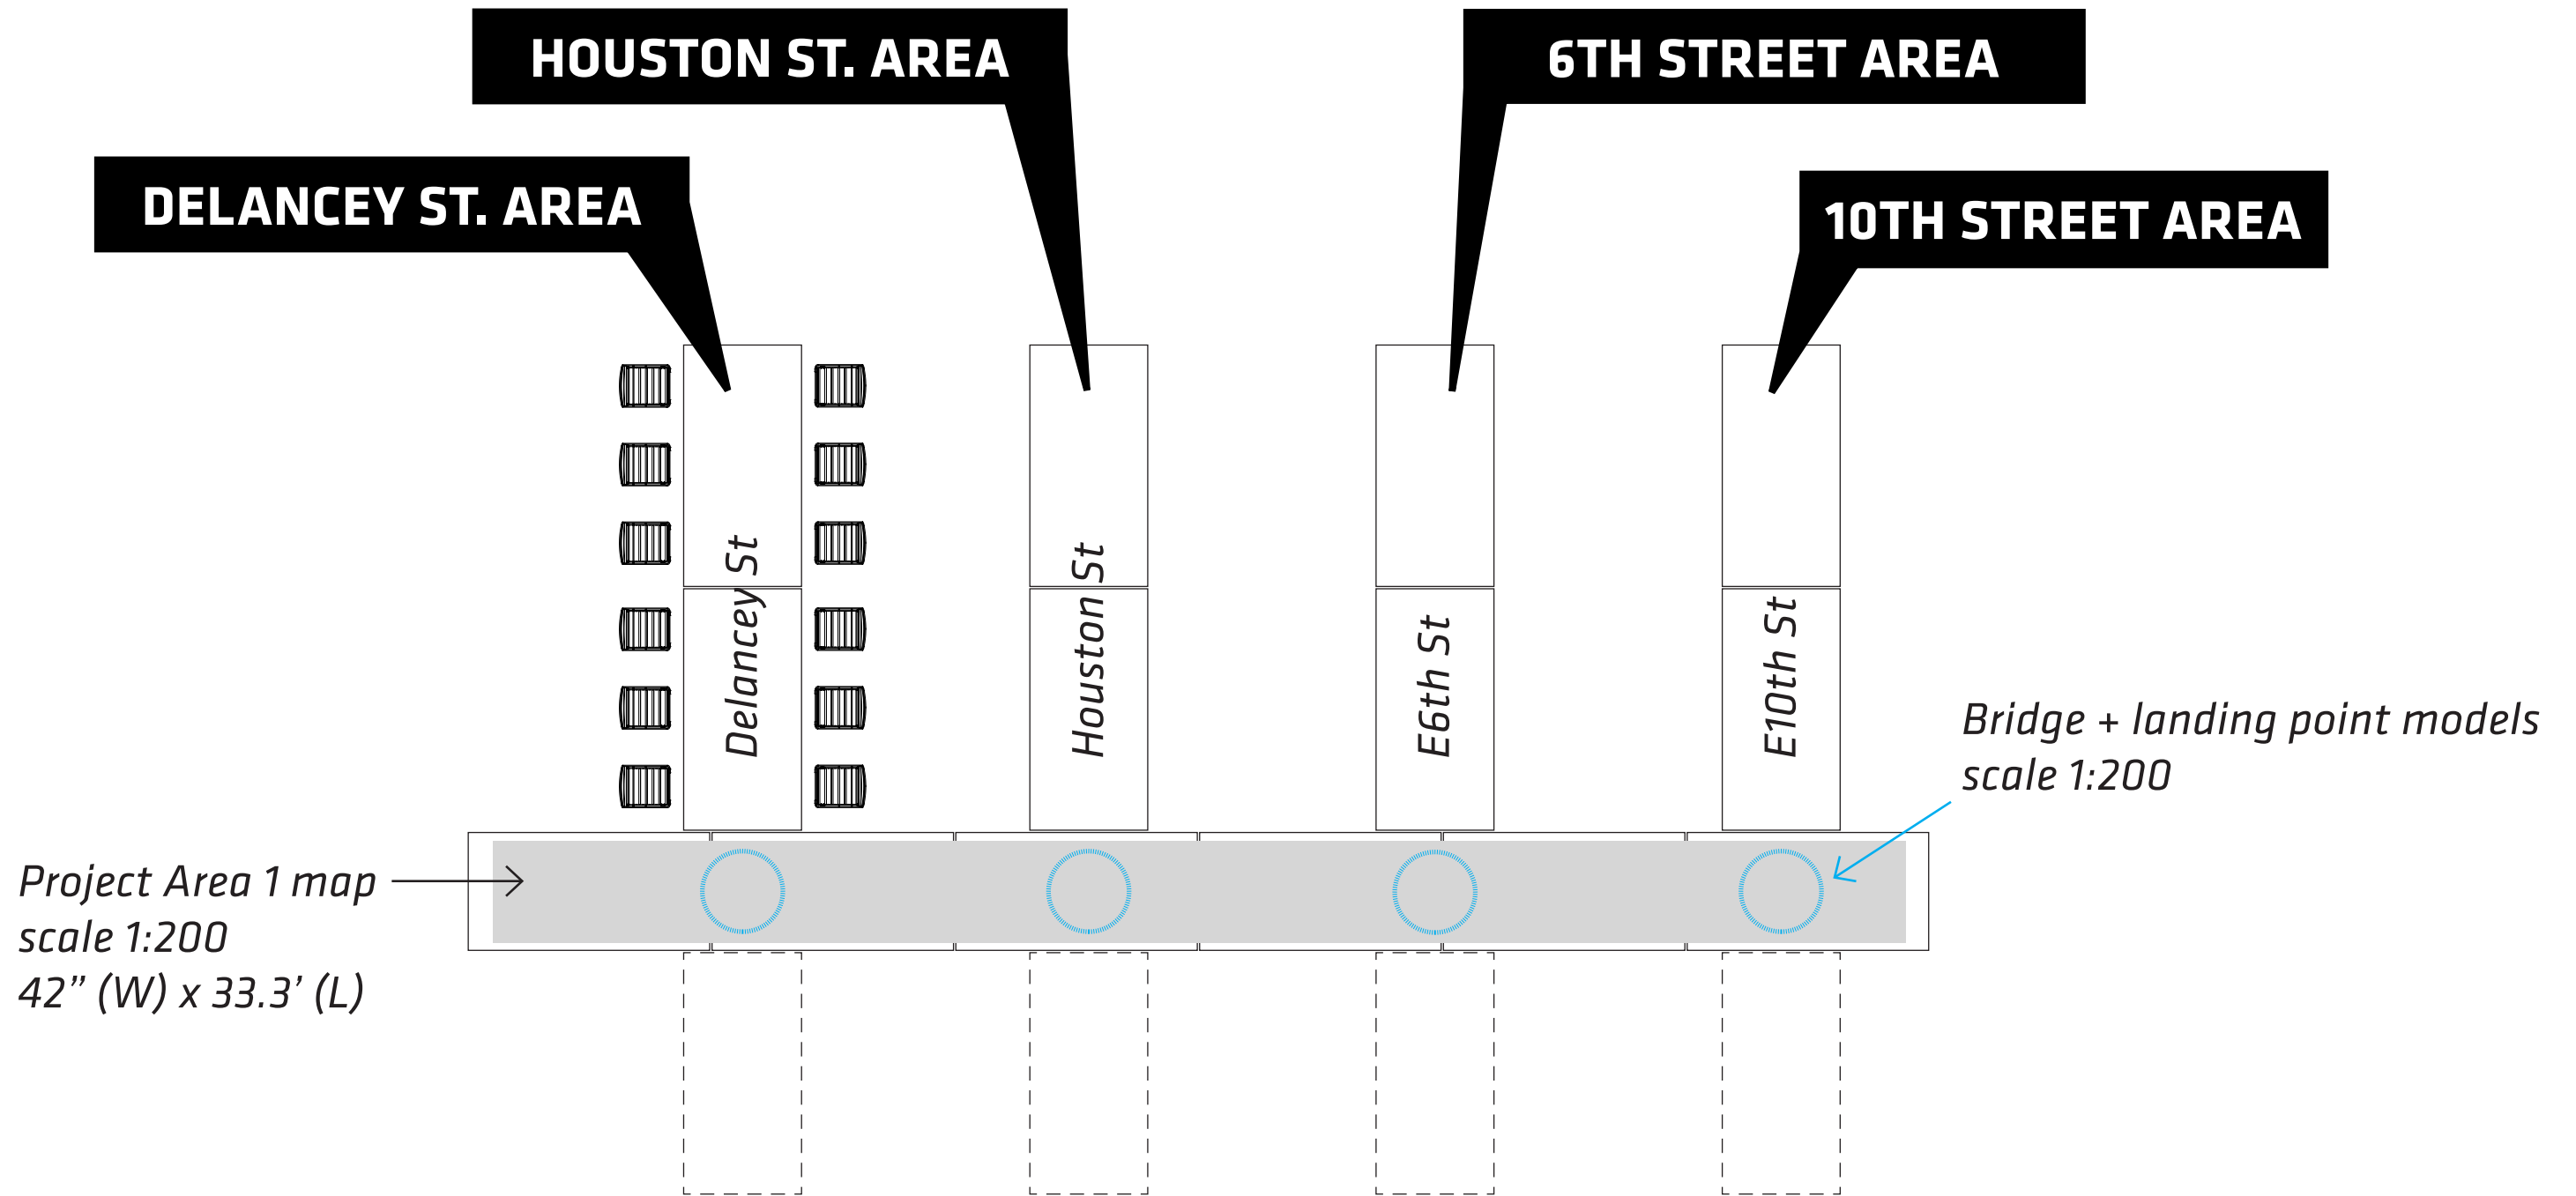 HOUSTON ST. AREA
6TH STREET AREA
DELANCEY ST. AREA
10TH STREET AREA
Delancey St
Houston St
E6th St
E10th St
Bridge + landing point models
scale 1:200
Project Area 1 map
scale 1:200
42” (W) x 33.3’ (L)